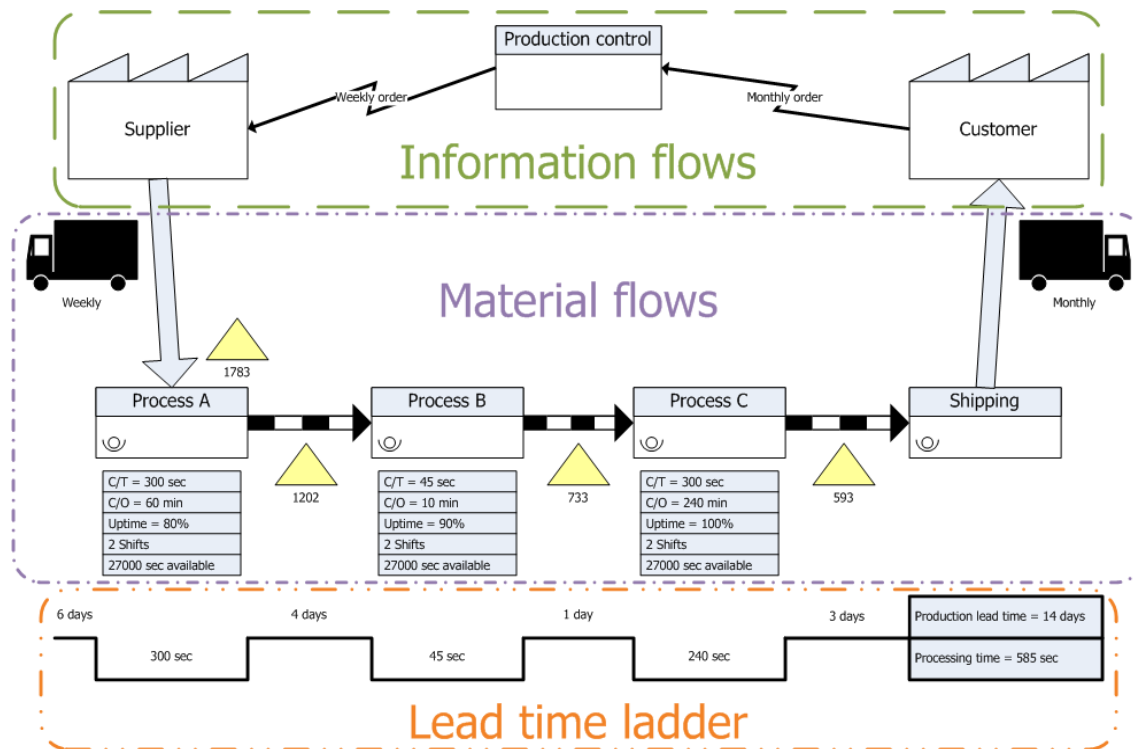 Production control
Weekly order
Monthly order
Supplier
Customer
Information flows
Weekly
Material flows
Monthly
1783
Process A
Process B
Process C
Shipping
1202
733
593
C/T = 300 sec
C/O = 60 min
Uptime = 80%
2 Shifts
27000 sec available
C/T = 45 sec
C/O = 10 min
Uptime = 90%
2 Shifts
27000 sec available
C/T = 300 sec
C/O = 240 min
Uptime = 100%
2 Shifts
27000 sec available
6 days
4 days
1 day
3 days
Production lead time = 14 days
300 sec
45 sec
240 sec
Processing time = 585 sec
Lead time ladder